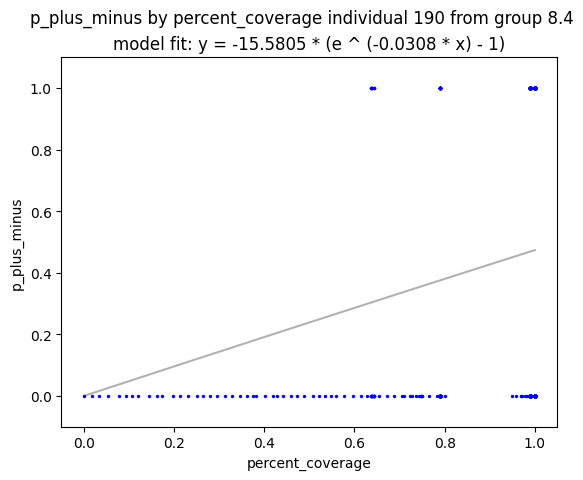 p_plus_minus by percent_coverage individual 190 from group 8.4
model fit: y = -15.5805 * (e ^ (-0.0308 * x) - 1)
1.0
0.8
0.6
0.4
0.2
0.0
p_plus_minus
0.0 0.2 0.4 0.6 0.8 1.0
percent_coverage